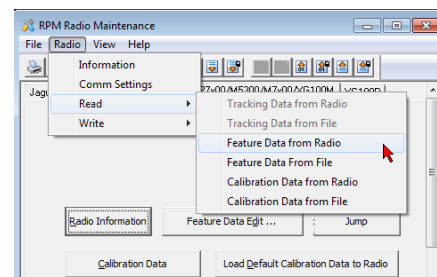 RPM Radio Maintenance
File Radio View Help
Information
Comm Settings
Read
Write
Tracking Data from Radio
Tracking Data from File
Feature Data from Radio
Feature Data From File
Calibration Data from Radio
Calibration Data from File
Radio Information
Feature Data Edit ...
Jump
Calibration Data
Load Default Calibration Data to Radio